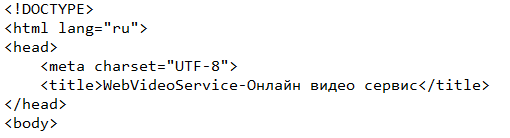 <!DOCTYPE>
<html lang="ru">
<head>
    <meta charset="UTF-8">
    <title>WebVideoService-Онлайн видео сервис</title>
</head>
<body>